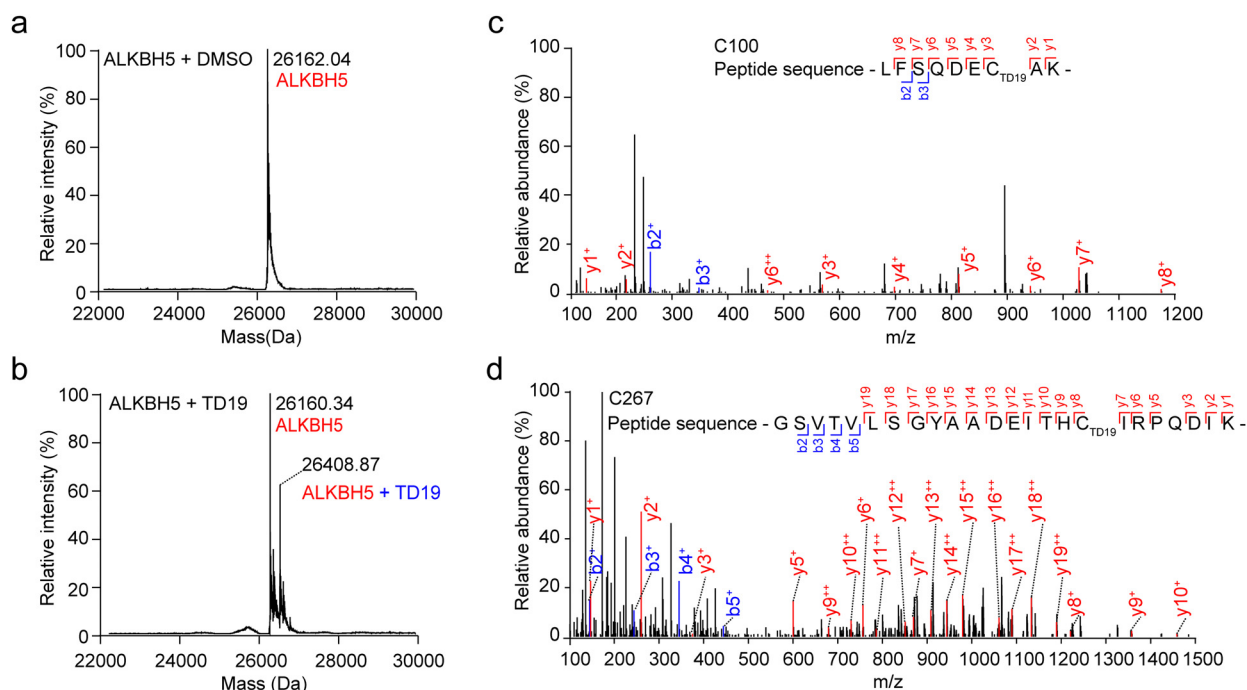 a
ALKBH5 + DMSO
26162.04
ALKBH5
Relative intensity (%)
100
80
60
40
20
0
22000 24000 26000 28000 30000
Mass(Da)
b
ALKBH5 + TD19
26160.34
ALKBH5
26408.87
ALKBH5 + TD19
Relative intensity (%)
100
80
60
40
20
0
22000 24000 26000 28000 30000
Mass (Da)
c
C100
y8 y7 y6 y5 y4 y3 y2 y1
Peptide sequence - L F S Q D E C TD19 A K -
b2 b3
Relative abundance (%)
100
80
60
40
20
0
y1+ y2+ b2+ b3+ y6++ y3+ y4+ y5+ y6+ y7+ y8+
100 200 300 400 500 600 700 800 900 1000 1100 1200
m/z
d
C267
y19 y18 y17 y16 y15 y14 y13 y12 y11 y10 y9 y8 y7 y6 y5 y3 y2 y1
Peptide sequence - G S V T V L S G Y A A D E I T H C TD19 I R P Q D I K -
b2 b3 b4 b5
Relative abundance (%)
100
80
60
40
20
0
y1+ b2+ y2+ b3+ b4+ y3+ b5+ y5+ y9++ y10++ y6+ y11++ y12++ y7+ y13++ y14++ y15++ y16++ y17++ y18++ y19++ y8+ y9+ y10+
100 200 300 400 500 600 700 800 900 1000 1100 1200 1300 1400 1500
m/z